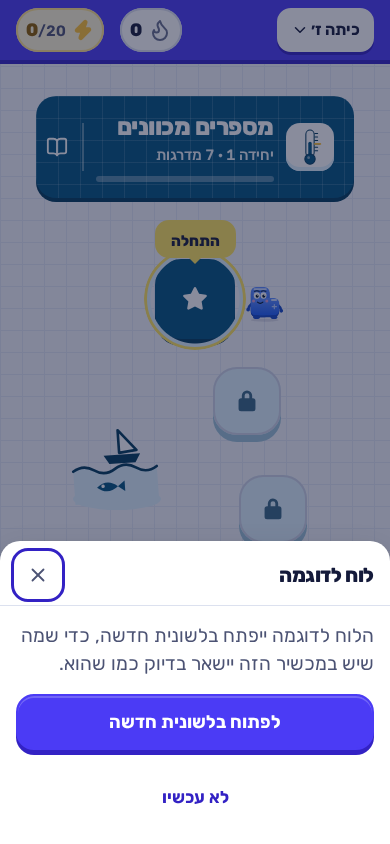 כיתה ז׳
0
0/20
מספרים מכוונים
יחידה 1 • 7 מדרגות
התחלה
לוח לדוגמה
הלוח לדוגמה ייפתח בלשונית חדשה, כדי שמה
שיש במכשיר הזה יישאר בדיוק כמו שהוא.
לפתוח בלשונית חדשה
לא עכשיו